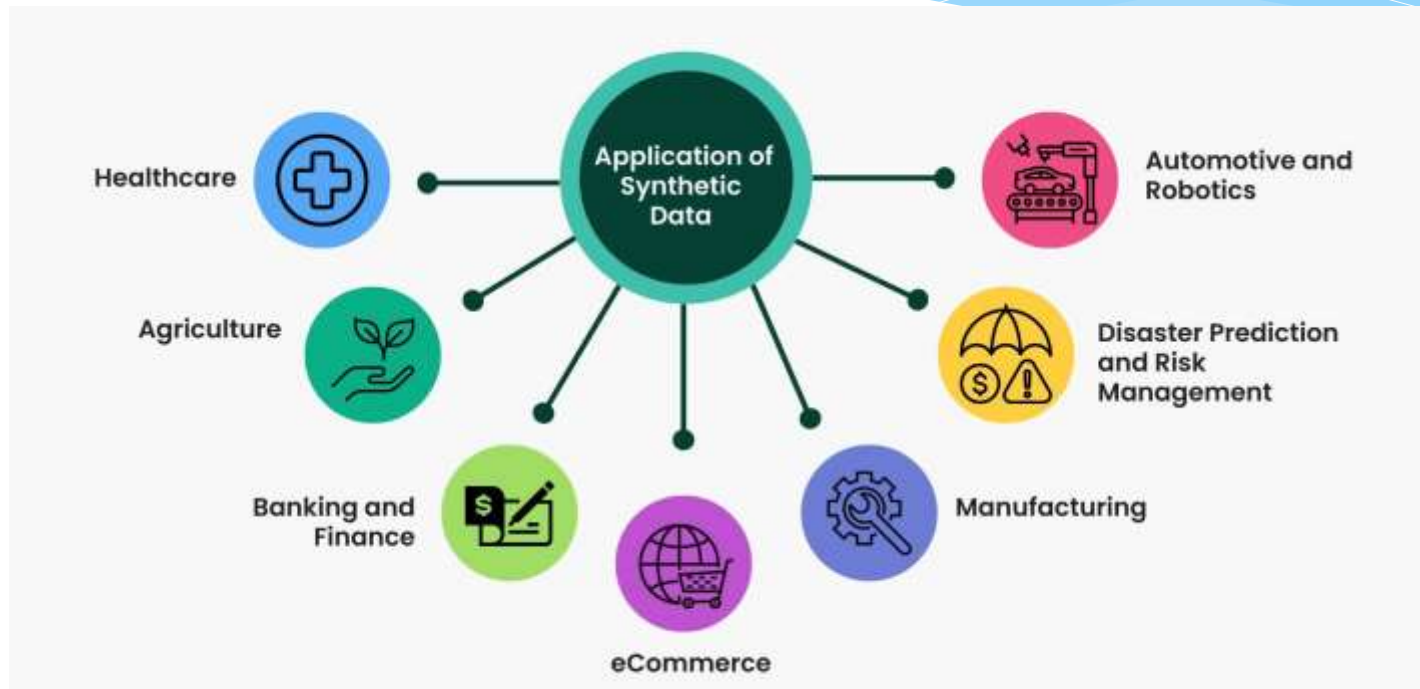 Application of
Synthetic
Data
Healthcare
Agriculture
Banking and
Finance
eCommerce
Manufacturing
Disaster Prediction
and Risk
Management
Automotive and
Robotics